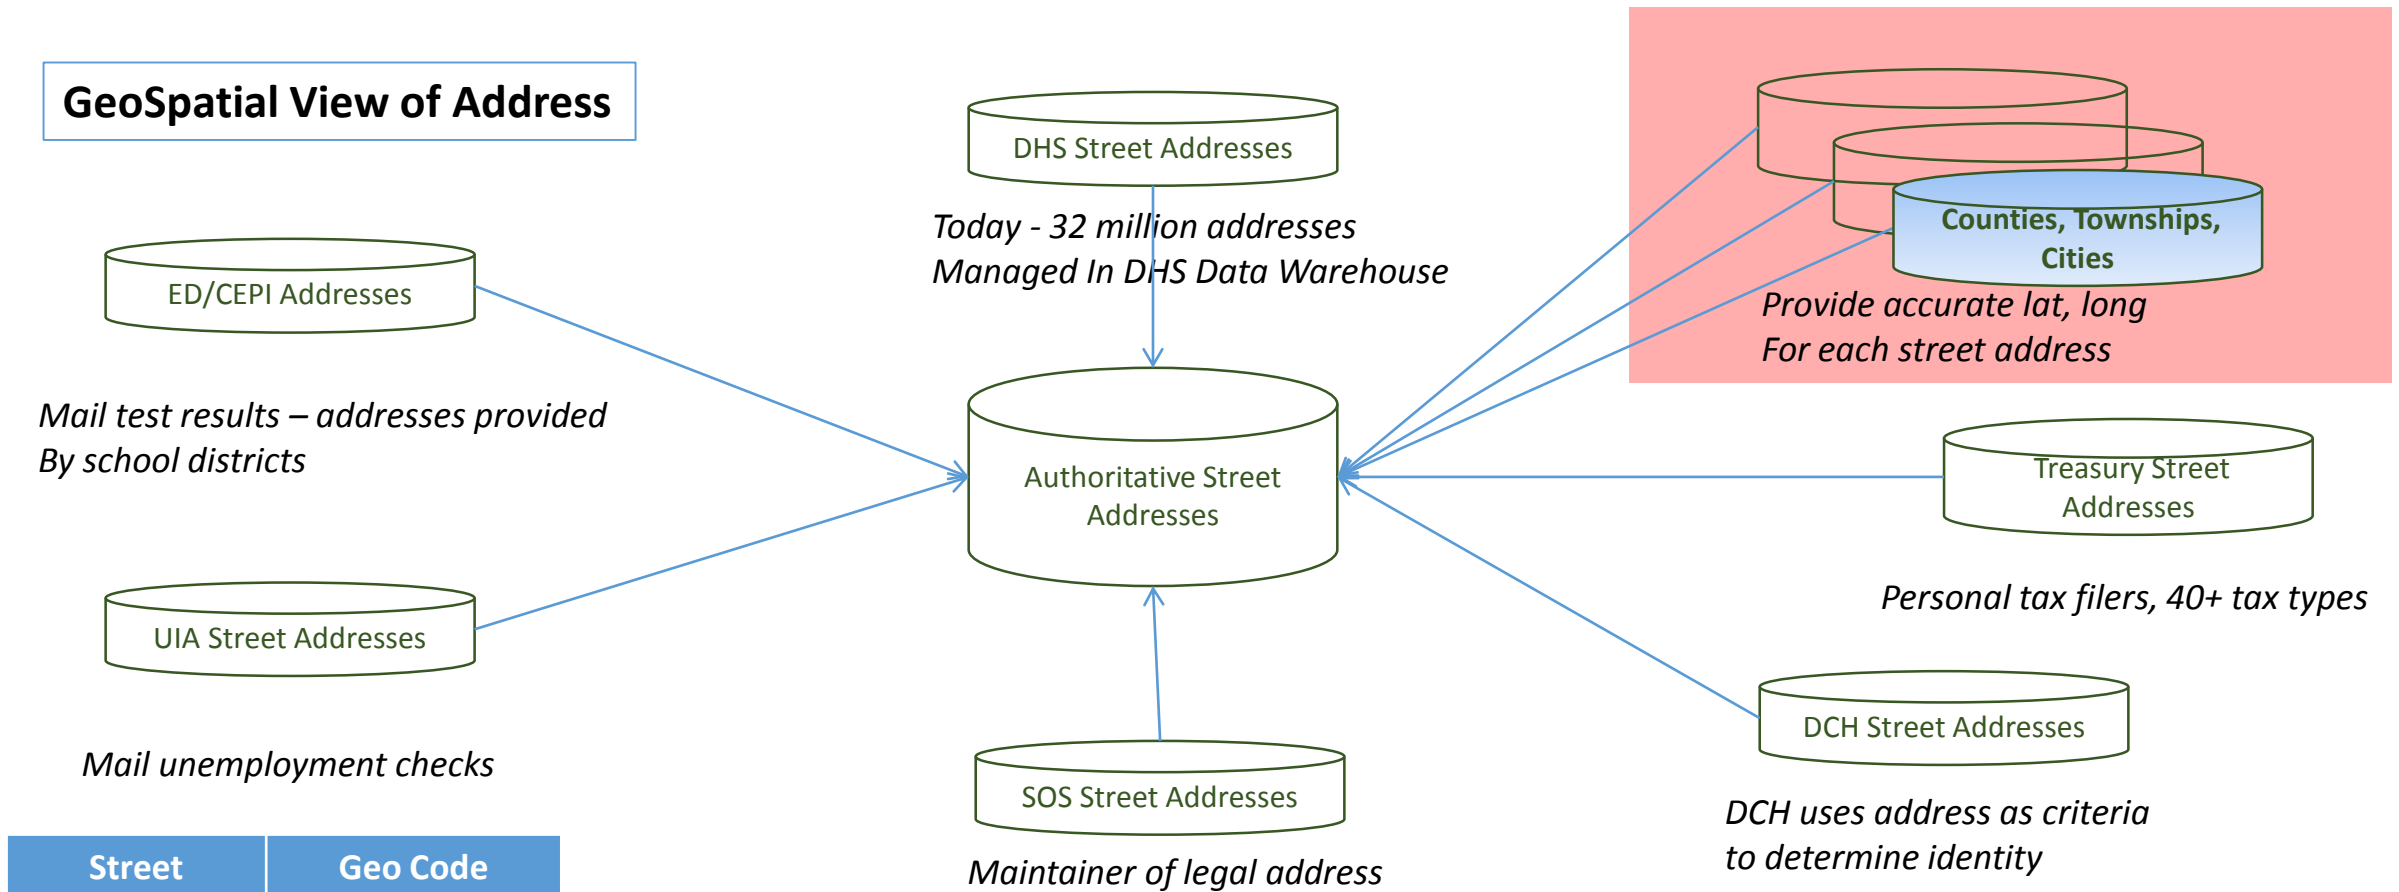 GeoSpatial View of Address
DHS Street Addresses
Today - 32 million addresses
Managed In DHS Data Warehouse
Counties, Townships,
Cities
Provide accurate lat, long
For each street address
ED/CEPI Addresses
Mail test results – addresses provided
By school districts
Authoritative Street
Addresses
Treasury Street
Addresses
Personal tax filers, 40+ tax types
UIA Street Addresses
Mail unemployment checks
SOS Street Addresses
Maintainer of legal address
DCH Street Addresses
DCH uses address as criteria
to determine identity
Street
Geo Code